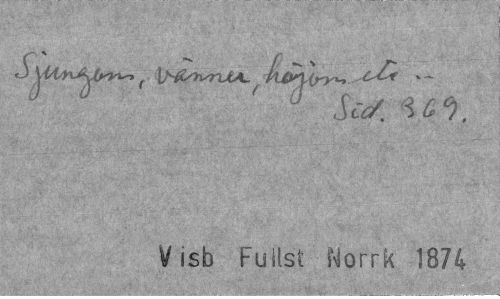 Sjungom, vänner, höjom etc ..
Sid. 369.
Visb Fullst Norrk 1874